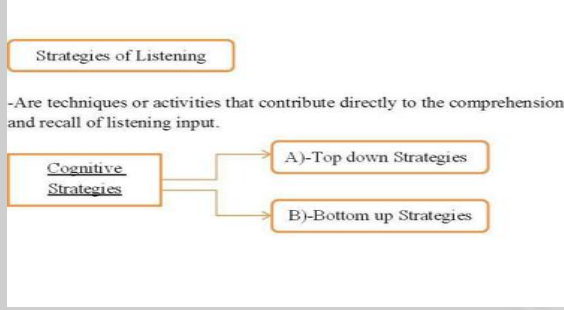 Strategies of Listening
-Are techniques or activities that contribute directly to the comprehension
and recall of listening input.
A)-Top down Strategies
Cognitive
Strategies
B)-Bottom up Strategies